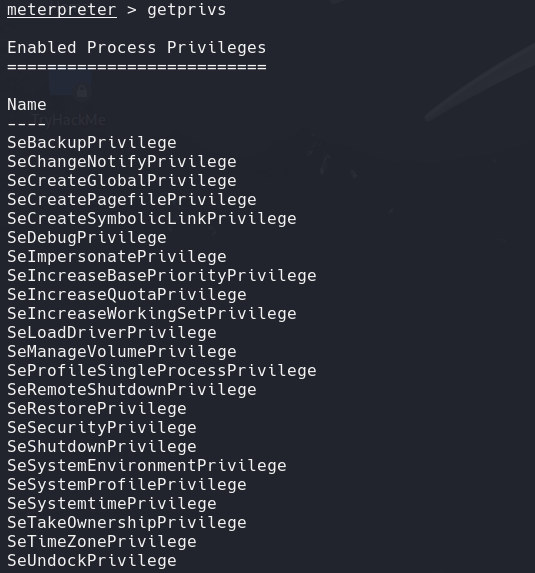 meterpreter > getprivs
Enabled Process Privileges
==========================
TryHackMe
Name
----
SeBackupPrivilege
SeChangeNotifyPrivilege
SeCreateGlobalPrivilege
SeCreatePagefilePrivilege
SeCreateSymbolicLinkPrivilege
SeDebugPrivilege
SeImpersonatePrivilege
SeIncreaseBasePriorityPrivilege
SeIncreaseQuotaPrivilege
SeIncreaseWorkingSetPrivilege
SeLoadDriverPrivilege
SeManageVolumePrivilege
SeProfileSingleProcessPrivilege
SeRemoteShutdownPrivilege
SeRestorePrivilege
SeSecurityPrivilege
SeShutdownPrivilege
SeSystemEnvironmentPrivilege
SeSystemProfilePrivilege
SeSystemtimePrivilege
SeTakeOwnershipPrivilege
SeTimeZonePrivilege
SeUndockPrivilege